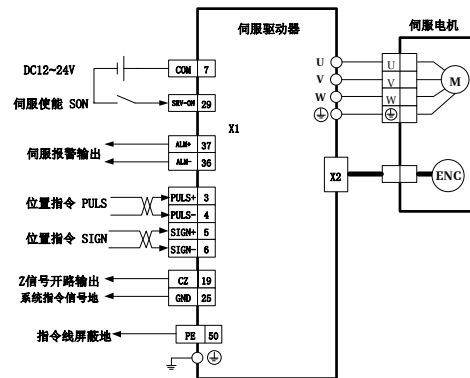 伺服驱动器
伺服电机
DC12~24V
COM 7
伺服使能 SON
SRV-ON 29
X1
伺服报警输出
ALM+ 37
ALM- 36
位置指令 PULS
PULS+ 3
PULS- 4
位置指令 SIGN
SIGN+ 5
SIGN- 6
Z信号开路输出
CZ 19
系统指令信号地
GND 25
指令线屏蔽地
PE 50
U
V
W
X2
U
V
W
M
ENC